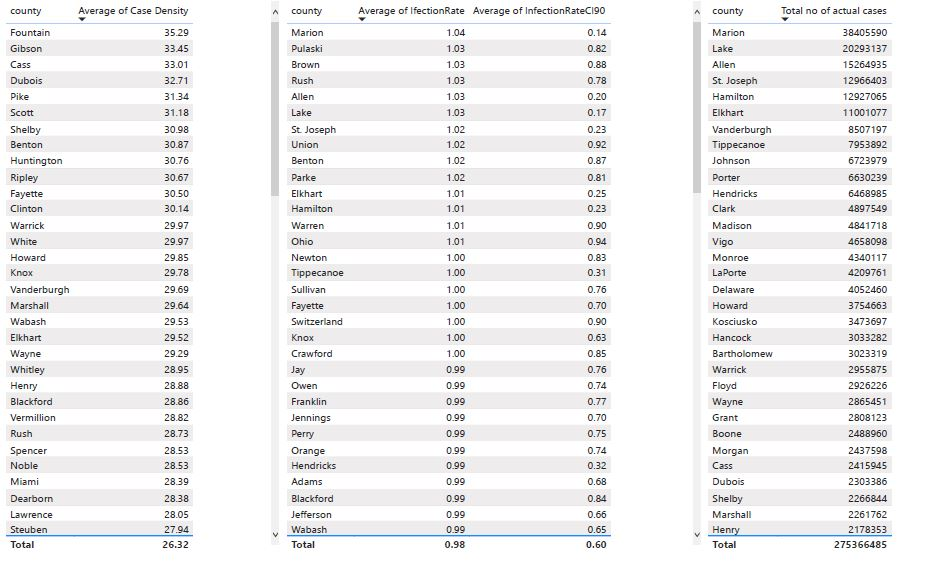 county Average of Case Density
Fountain 35.29
Gibson 33.45
Cass 33.01
Dubois 32.71
Pike 31.34
Scott 31.18
Shelby 30.98
Benton 30.87
Huntington 30.76
Ripley 30.67
Fayette 30.50
Clinton 30.14
Warrick 29.97
White 29.97
Howard 29.85
Knox 29.78
Vanderburgh 29.69
Marshall 29.64
Wabash 29.53
Elkhart 29.52
Wayne 29.29
Whitley 28.95
Henry 28.88
Blackford 28.86
Vermillion 28.82
Rush 28.73
Spencer 28.53
Noble 28.53
Miami 28.39
Dearborn 28.38
Lawrence 28.05
Steuben 27.94
Total 26.32
county Average of IfectionRate Average of InfectionRateCI90
Marion 1.04 0.14
Pulaski 1.03 0.82
Brown 1.03 0.88
Rush 1.03 0.78
Allen 1.03 0.20
Lake 1.03 0.17
St. Joseph 1.02 0.23
Union 1.02 0.92
Benton 1.02 0.87
Parke 1.02 0.81
Elkhart 1.01 0.25
Hamilton 1.01 0.23
Warren 1.01 0.90
Ohio 1.01 0.94
Newton 1.00 0.83
Tippecanoe 1.00 0.31
Sullivan 1.00 0.76
Fayette 1.00 0.70
Switzerland 1.00 0.90
Knox 1.00 0.63
Crawford 1.00 0.85
Jay 0.99 0.76
Owen 0.99 0.74
Franklin 0.99 0.77
Jennings 0.99 0.70
Perry 0.99 0.75
Orange 0.99 0.74
Hendricks 0.99 0.32
Adams 0.99 0.68
Blackford 0.99 0.84
Jefferson 0.99 0.66
Wabash 0.99 0.65
Total 0.98 0.60
county Total no of actual cases
Marion 38405590
Lake 20293137
Allen 15264935
St. Joseph 12966403
Hamilton 12927065
Elkhart 11001077
Vanderburgh 8507197
Tippecanoe 7953892
Johnson 6723979
Porter 6630239
Hendricks 6468985
Clark 4897549
Madison 4841718
Vigo 4658098
Monroe 4340117
LaPorte 4209761
Delaware 4052460
Howard 3754663
Kosciusko 3473697
Hancock 3033282
Bartholomew 3023319
Warrick 2955875
Floyd 2926226
Wayne 2865451
Grant 2808123
Boone 2488960
Morgan 2437598
Cass 2415945
Dubois 2303386
Shelby 2266844
Marshall 2261762
Henry 2178353
Total 275366485